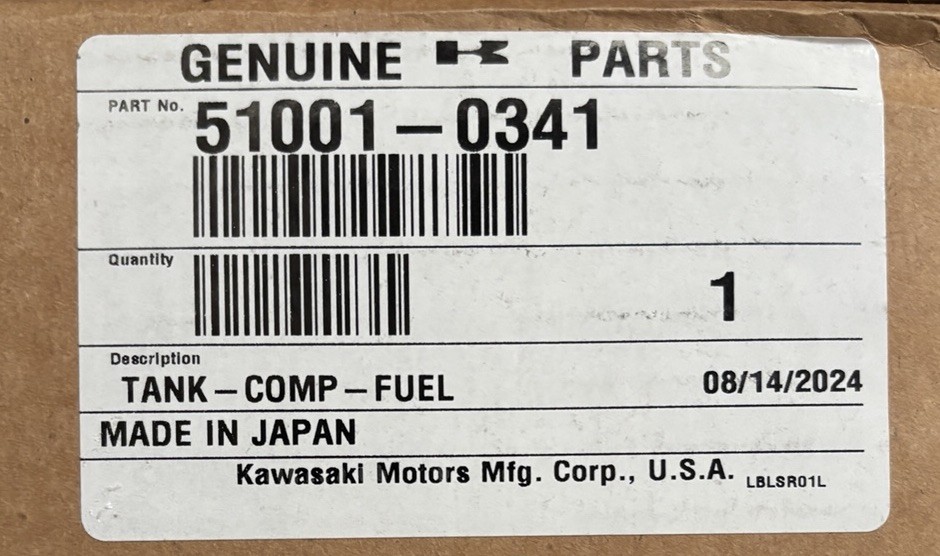 GENUINE K PARTS
PART No. 51001-0341
Quantity 1
Description
TANK-COMP-FUEL 08/14/2024
MADE IN JAPAN
Kawasaki Motors Mfg. Corp., U.S.A. LBLSR01L